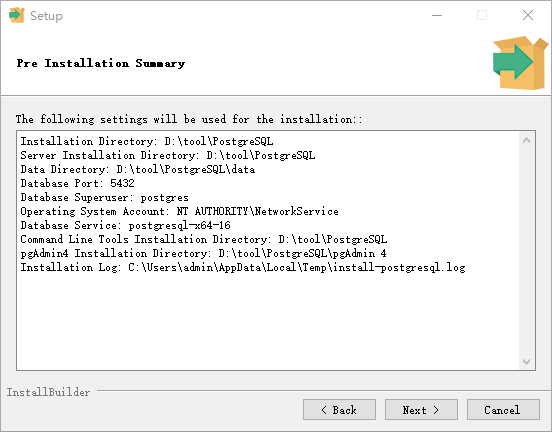 Setup
Pre Installation Summary
The following settings will be used for the installation::
Installation Directory: D:\tool\PostgreSQL
Server Installation Directory: D:\tool\PostgreSQL
Data Directory: D:\tool\PostgreSQL\data
Database Port: 5432
Database Superuser: postgres
Operating System Account: NT AUTHORITY\NetworkService
Database Service: postgresql-x64-16
Command Line Tools Installation Directory: D:\tool\PostgreSQL
pgAdmin4 Installation Directory: D:\tool\PostgreSQL\pgAdmin 4
Installation Log: C:\Users\admin\AppData\Local\Temp\install-postgresql.log
InstallBuilder
< Back
Next >
Cancel